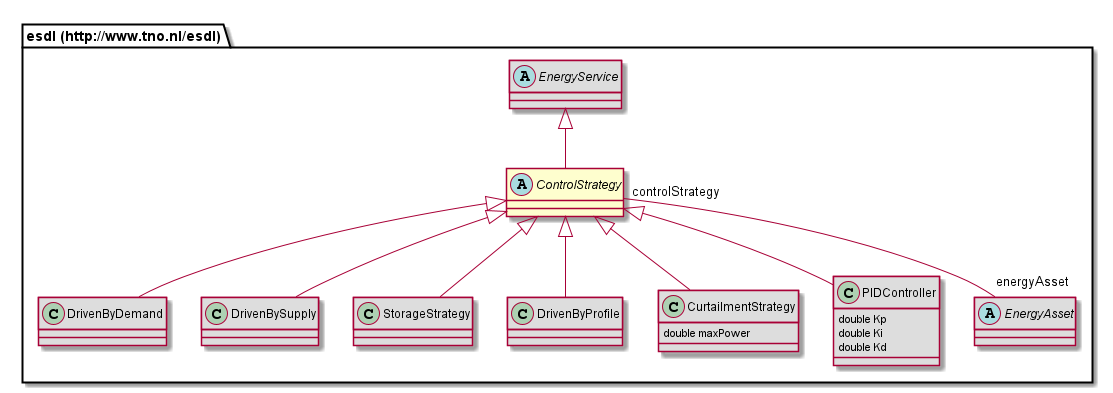 esdl (http://www.tno.nl/esdl)
A EnergyService
A ControlStrategy
controlStrategy
energyAsset
C DrivenByDemand
C DrivenBySupply
C StorageStrategy
C DrivenByProfile
C CurtailmentStrategy
double maxPower
C PIDController
double Kp
double Ki
double Kd
A EnergyAsset